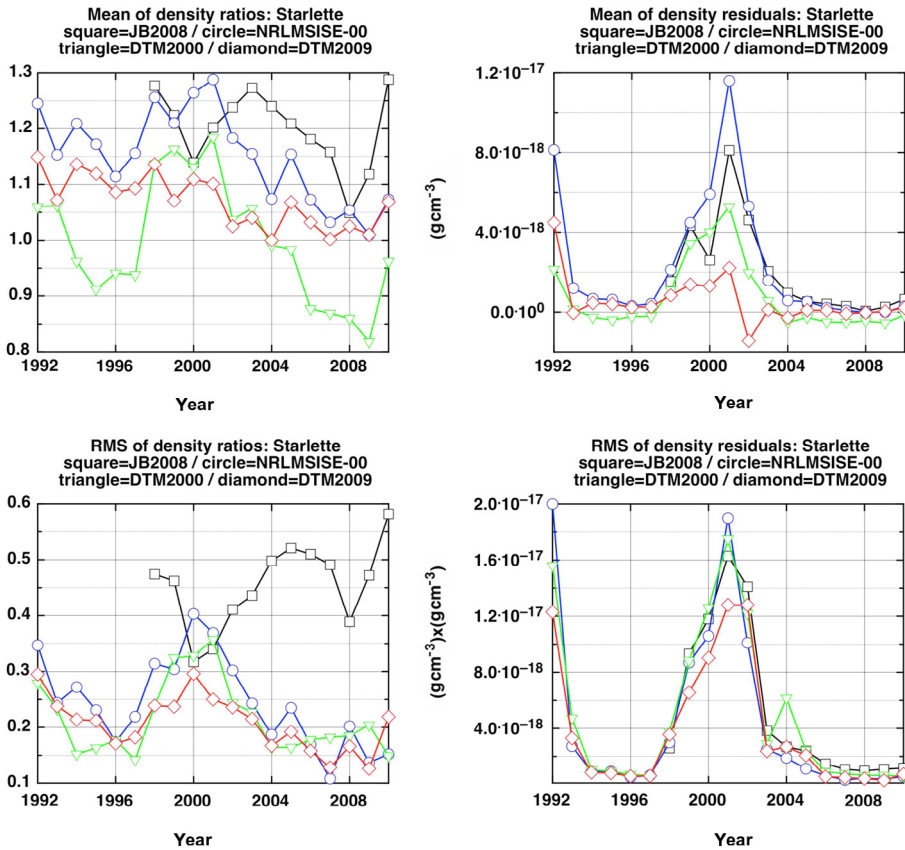 Mean of density ratios: Starlette
square=JB2008 / circle=NRLMSISE-00
triangle=DTM2000 / diamond=DTM2009
1.3
1.2
1.1
1.0
0.9
0.8
1992 1996 2000 2004 2008
Year
Mean of density residuals: Starlette
square=JB2008 / circle=NRLMSISE-00
triangle=DTM2000 / diamond=DTM2009
(gcm-3)
1.2·10-17
8.0·10-18
4.0·10-18
0.0·100
1992 1996 2000 2004 2008
Year
RMS of density ratios: Starlette
square=JB2008 / circle=NRLMSISE-00
triangle=DTM2000 / diamond=DTM2009
0.6
0.5
0.4
0.3
0.2
0.1
1992 1996 2000 2004 2008
Year
RMS of density residuals: Starlette
square=JB2008 / circle=NRLMSISE-00
triangle=DTM2000 / diamond=DTM2009
(gcm-3)x(gcm-3)
2.0·10-17
1.6·10-17
1.2·10-17
8.0·10-18
4.0·10-18
1992 1996 2000 2004 2008
Year